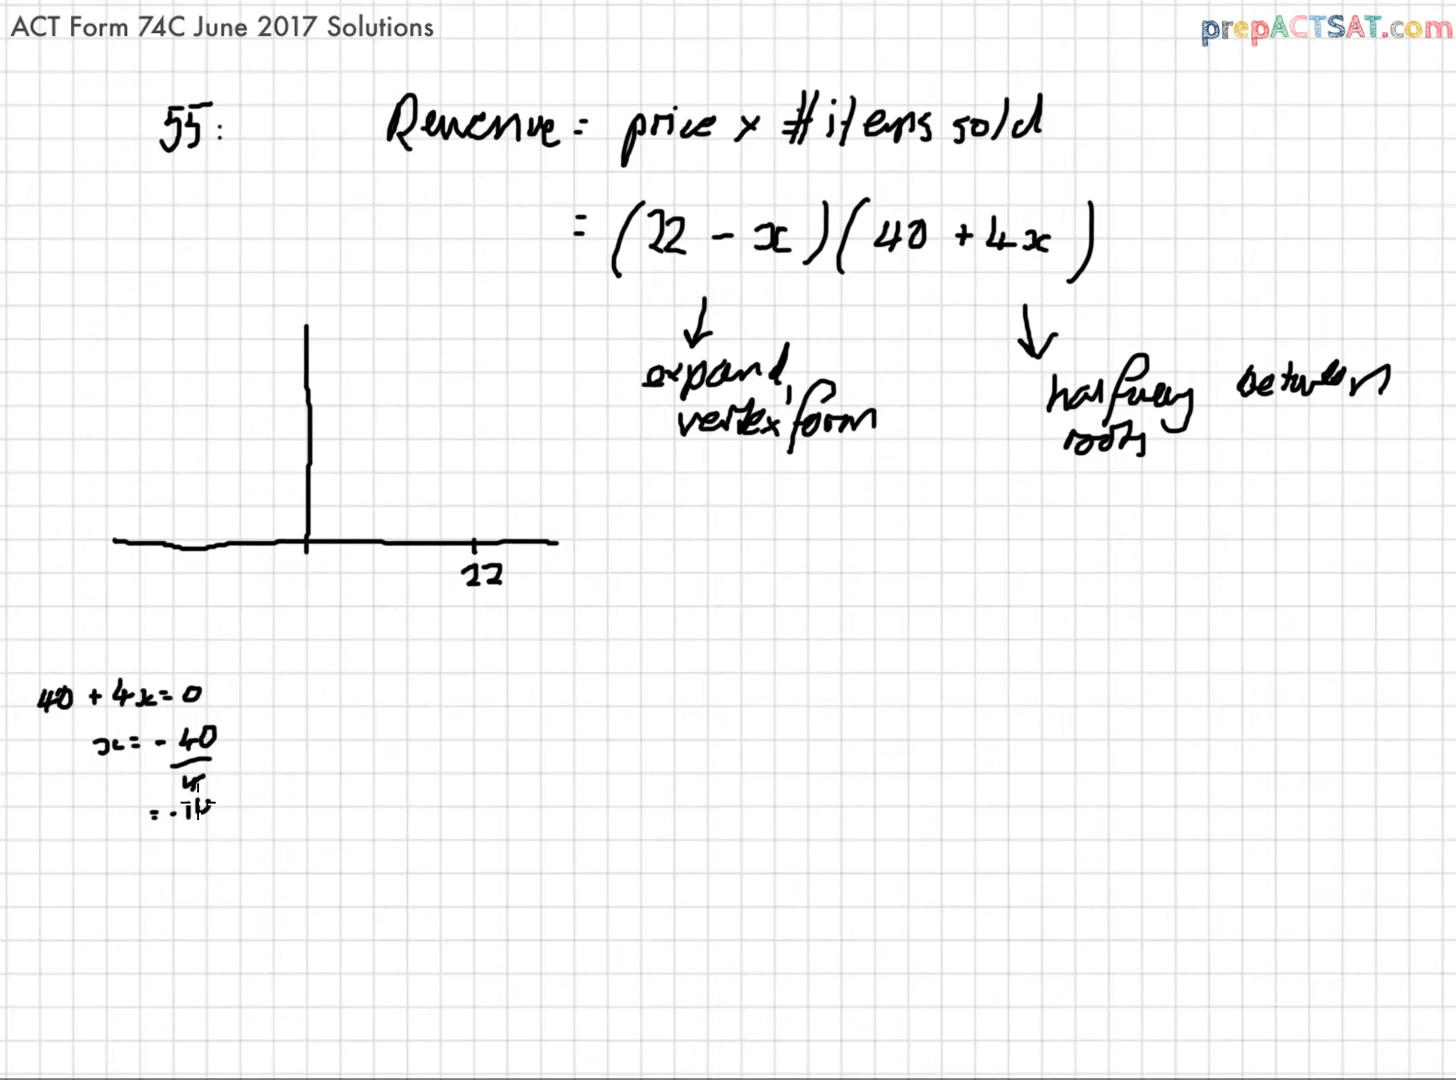 ACT Form 74C June 2017 Solutions
prepACTSAT.com
55: Revenue = price × #items sold
= (22 - x)(40 + 4x)
↓ ↓
expand, halfway between
vertex form roots
22
40 + 4x = 0
x = - 40
4
= -10